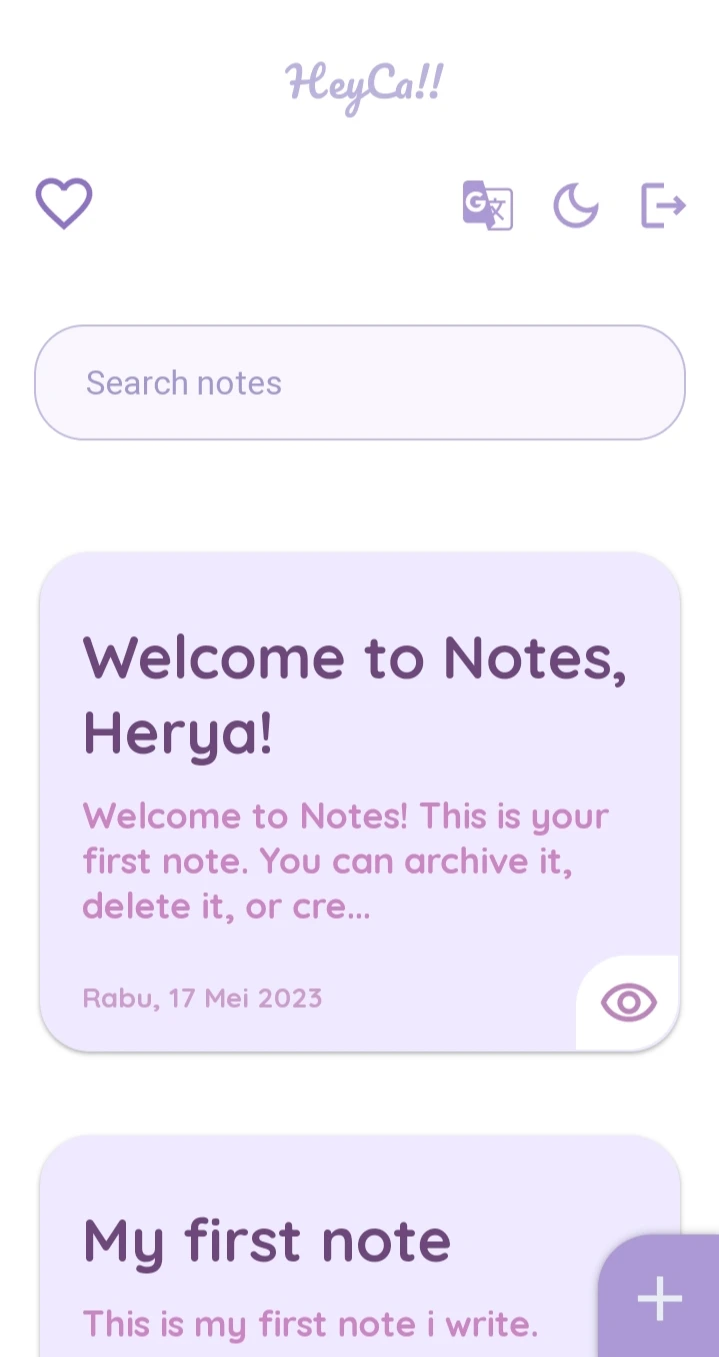 HeyCa!!
G 文
Search notes
Welcome to Notes,
Herya!
Welcome to Notes! This is your
first note. You can archive it,
delete it, or cre...
Rabu, 17 Mei 2023
My first note
This is my first note i write.